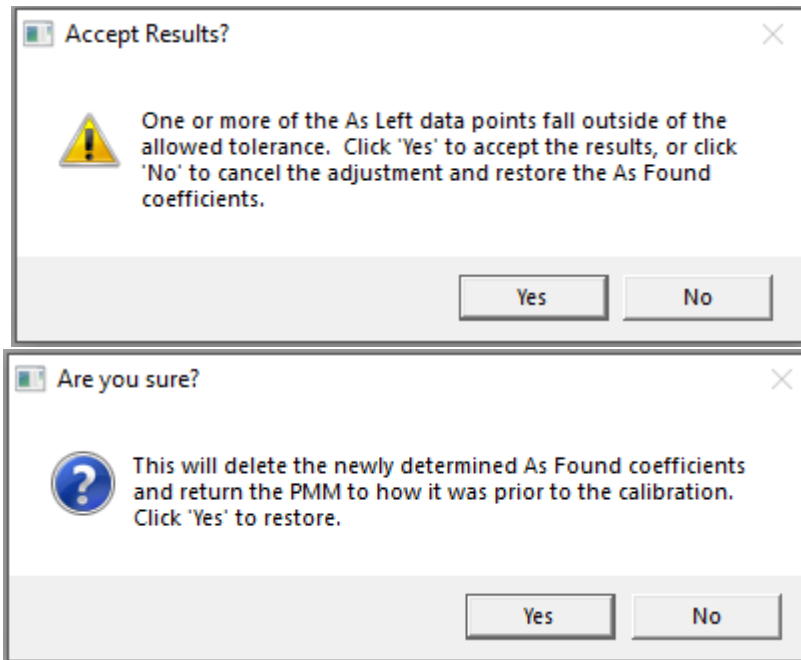 Accept Results?
One or more of the As Left data points fall outside of the
allowed tolerance.  Click 'Yes' to accept the results, or click
'No' to cancel the adjustment and restore the As Found
coefficients.
Yes No
Are you sure?
This will delete the newly determined As Found coefficients
and return the PMM to how it was prior to the calibration.
Click 'Yes' to restore.
Yes No